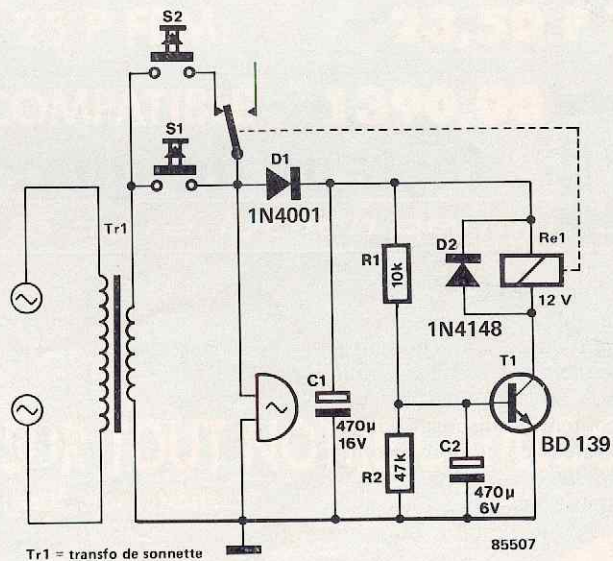 S2
S1
D1
1N4001
Tr1
R1
10k
D2
1N4148
Re1
12 V
T1
BD 139
C1
470µ
16V
R2
47k
C2
470µ
6V
85507
Tr1 = transfo de sonnette